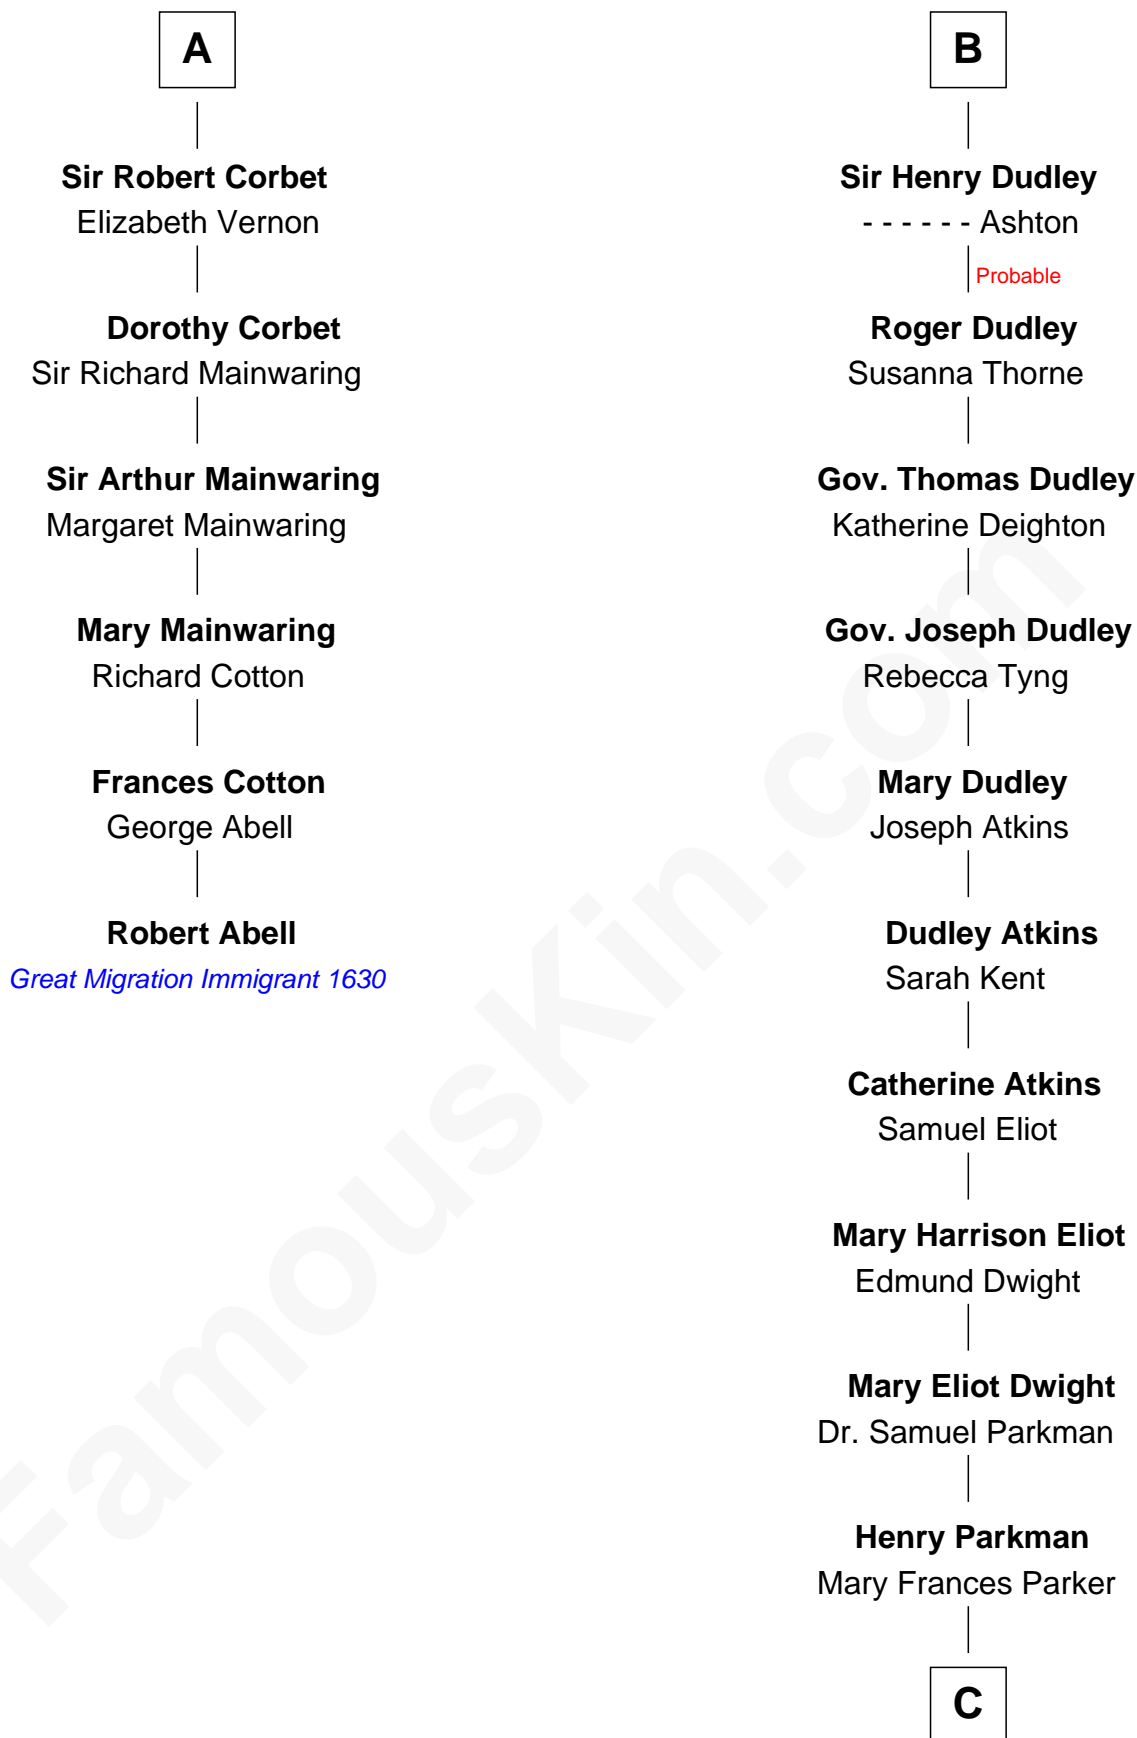 A
Sir Robert Corbet
Elizabeth Vernon
Dorothy Corbet
Sir Richard Mainwaring
Sir Arthur Mainwaring
Margaret Mainwaring
Mary Mainwaring
Richard Cotton
Frances Cotton
George Abell
Robert Abell
Great Migration Immigrant 1630
B
Sir Henry Dudley
- - - - - - Ashton
Probable
Roger Dudley
Susanna Thorne
Gov. Thomas Dudley
Katherine Deighton
Gov. Joseph Dudley
Rebecca Tyng
Mary Dudley
Joseph Atkins
Dudley Atkins
Sarah Kent
Catherine Atkins
Samuel Eliot
Mary Harrison Eliot
Edmund Dwight
Mary Eliot Dwight
Dr. Samuel Parkman
Henry Parkman
Mary Frances Parker
C
FamousKin.com